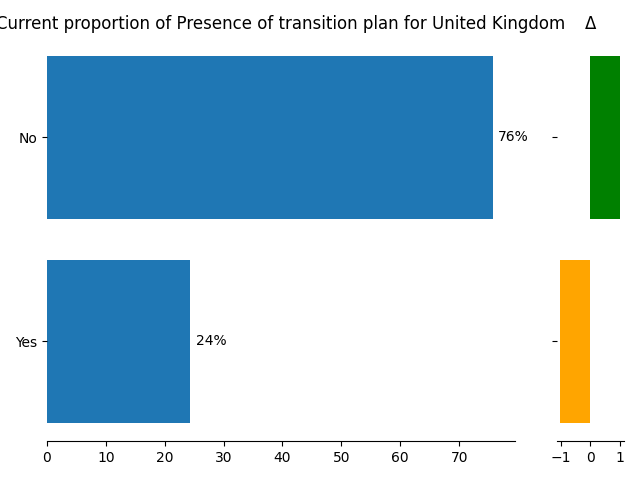 Current proportion of Presence of transition plan for United Kingdom Δ
No 76%
Yes 24%
0 10 20 30 40 50 60 70 −1 0 1